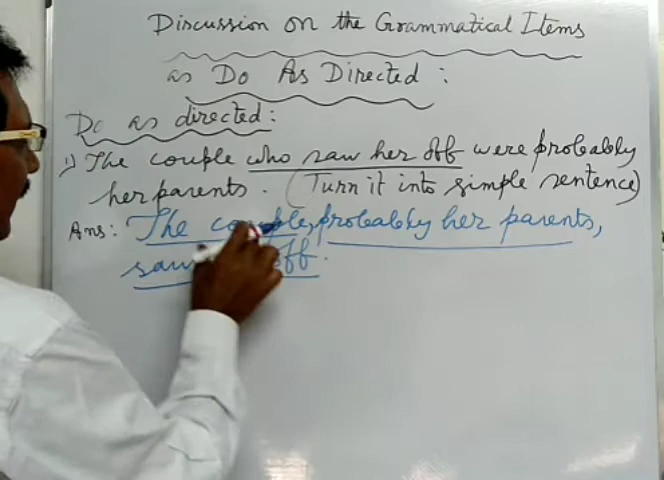 Discussion on the Grammatical Items
as Do As Directed :
Do as directed :
1) The couple who saw her off were probably
her parents. (Turn it into simple sentence)
Ans: The couple, probably her parents,
saw off.